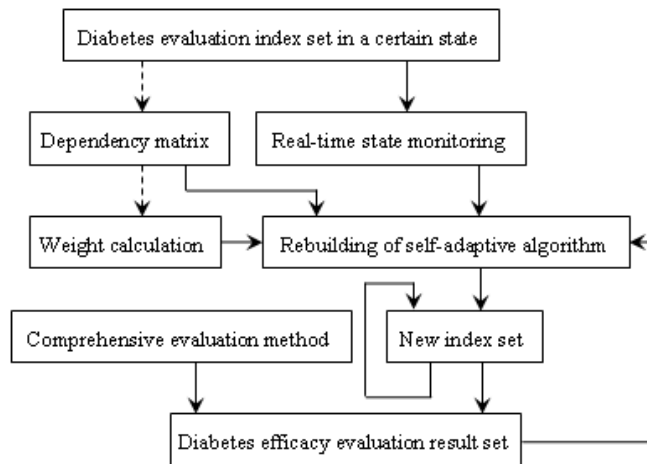 Diabetes evaluation index set in a certain state
Dependency matrix
Real-time state monitoring
Weight calculation
Rebuilding of self-adaptive algorithm
Comprehensive evaluation method
New index set
Diabetes efficacy evaluation result set